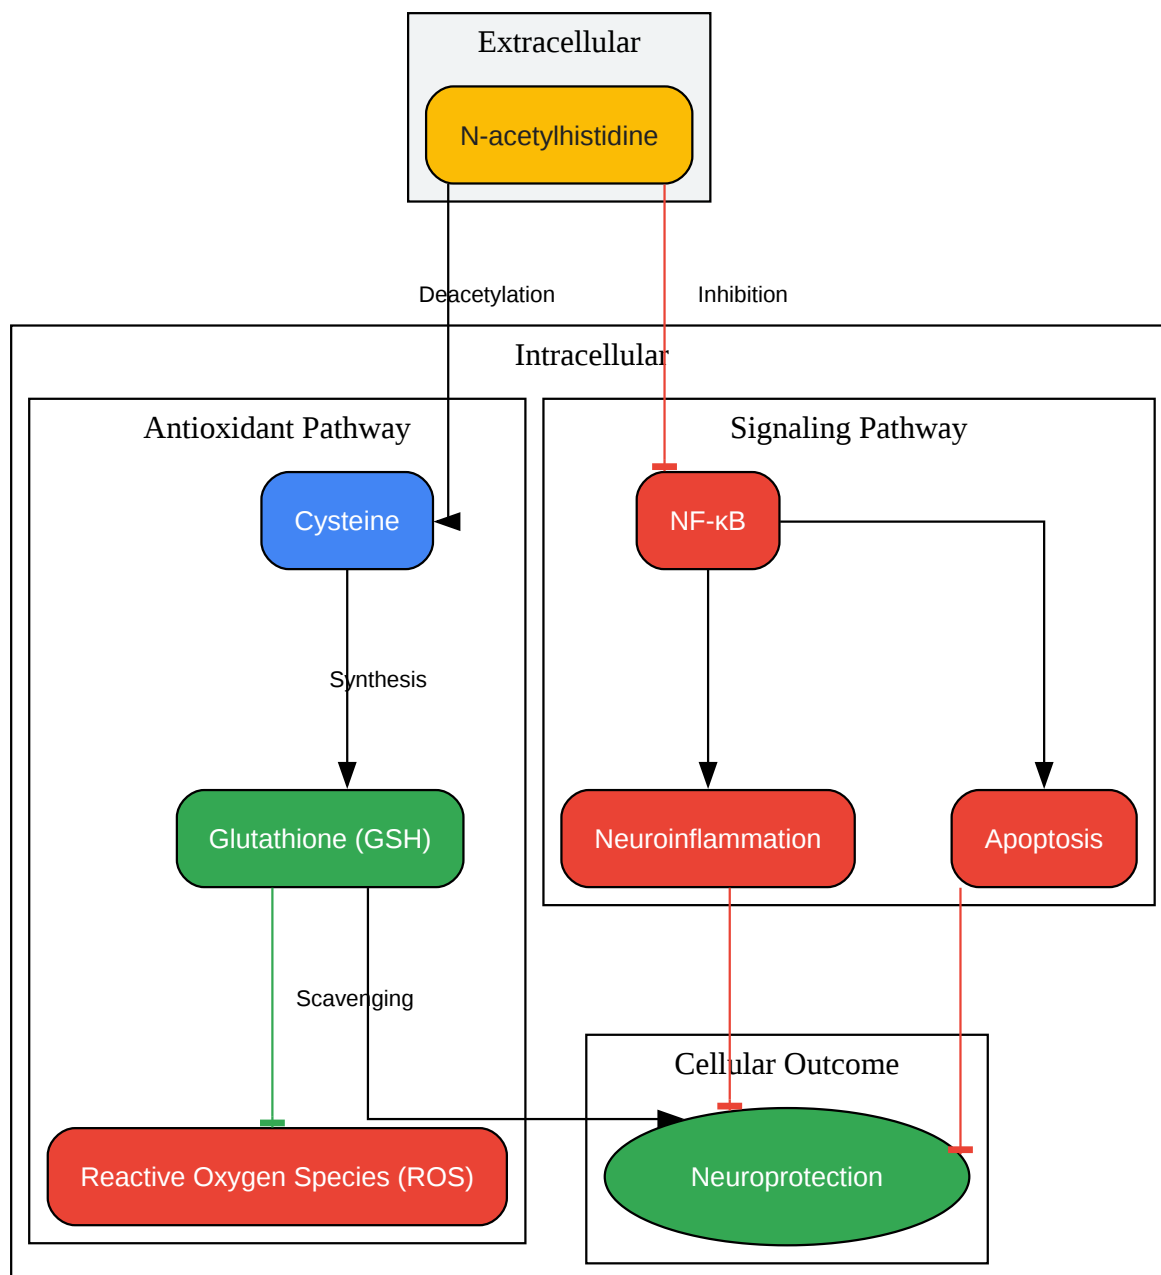 Extracellular
N-acetylhistidine
Deacetylation
Inhibition
Intracellular
Antioxidant Pathway
Signaling Pathway
Cysteine
NF-κB
Synthesis
Glutathione (GSH)
Neuroinflammation
Apoptosis
Scavenging
Cellular Outcome
Reactive Oxygen Species (ROS)
Neuroprotection